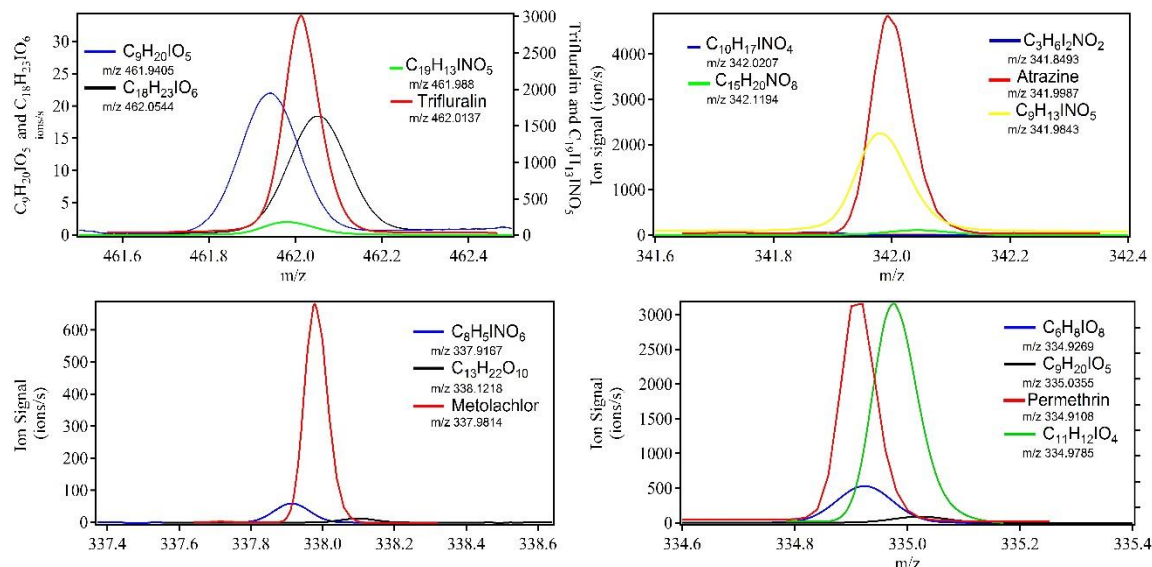 C₉H₂₀IO₅ and C₁₈H₂₃IO₆
ions/s
30
25
20
15
10
5
0
C₉H₂₀IO₅
m/z 461.9405
C₁₈H₂₃IO₆
m/z 462.0544
C₁₉H₁₃INO₅
m/z 461.988
Trifluralin
m/z 462.0137
3000
2500
2000
1500
1000
500
0
Trifluralin and C₁₉H₁₃INO₅
461.6 461.8 462.0 462.2 462.4
m/z
Ion signal (ions/s)
4000
3000
2000
1000
0
C₁₀H₁₇INO₄
m/z 342.0207
C₁₅H₂₀NO₈
m/z 342.1194
C₃H₆I₂NO₂
m/z 341.8493
Atrazine
m/z 341.9987
C₉H₁₃INO₅
m/z 341.9843
341.6 341.8 342.0 342.2 342.4
m/z
Ion Signal
(ions/s)
600
500
400
300
200
100
0
C₈H₅INO₆
m/z 337.9167
C₁₃H₂₂O₁₀
m/z 338.1218
Metolachlor
m/z 337.9814
337.4 337.6 337.8 338.0 338.2 338.4 338.6
Ion Signal
(ions/s)
3000
2500
2000
1500
1000
500
0
C₆H₈IO₈
m/z 334.9269
C₉H₂₀IO₅
m/z 335.0355
Permethrin
m/z 334.9108
C₁₁H₁₂IO₄
m/z 334.9785
334.6 334.8 335.0 335.2 335.4
m/z